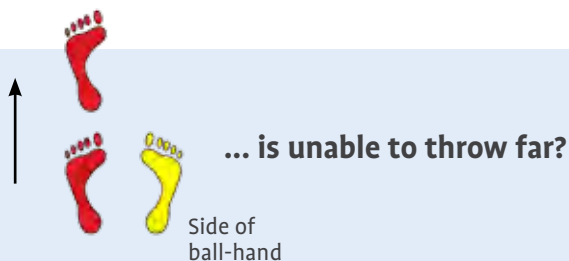 ... is unable to throw far?
Side of
ball-hand